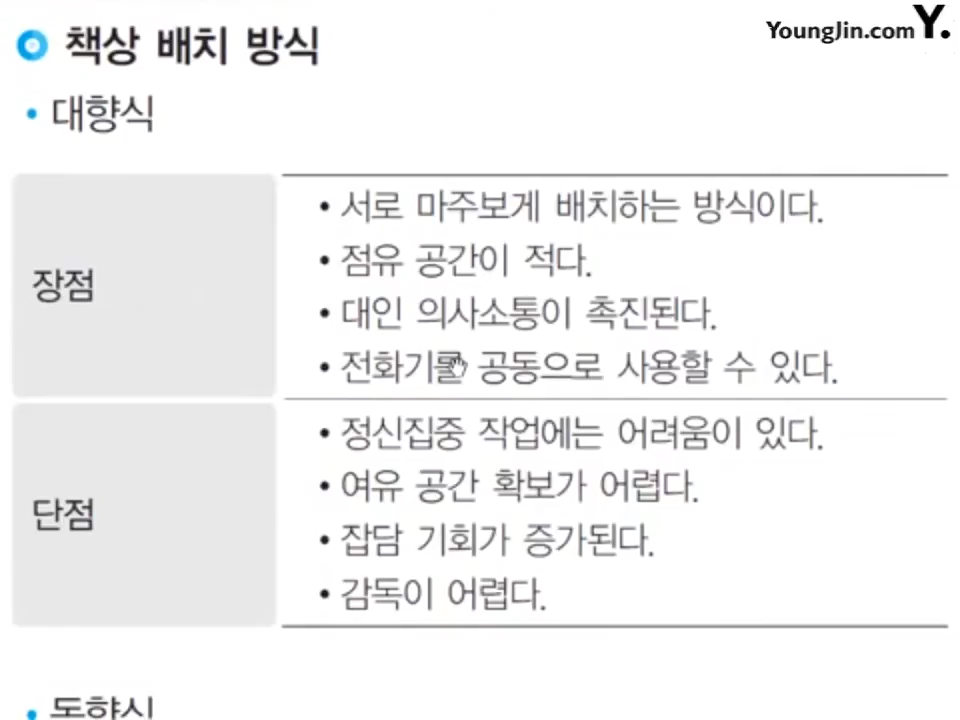 책상 배치 방식
YoungJin.com Y.
• 대향식
장점
• 서로 마주보게 배치하는 방식이다.
• 점유 공간이 적다.
• 대인 의사소통이 촉진된다.
• 전화기를 공동으로 사용할 수 있다.
단점
• 정신집중 작업에는 어려움이 있다.
• 여유 공간 확보가 어렵다.
• 잡담 기회가 증가된다.
• 감독이 어렵다.
• 동향식